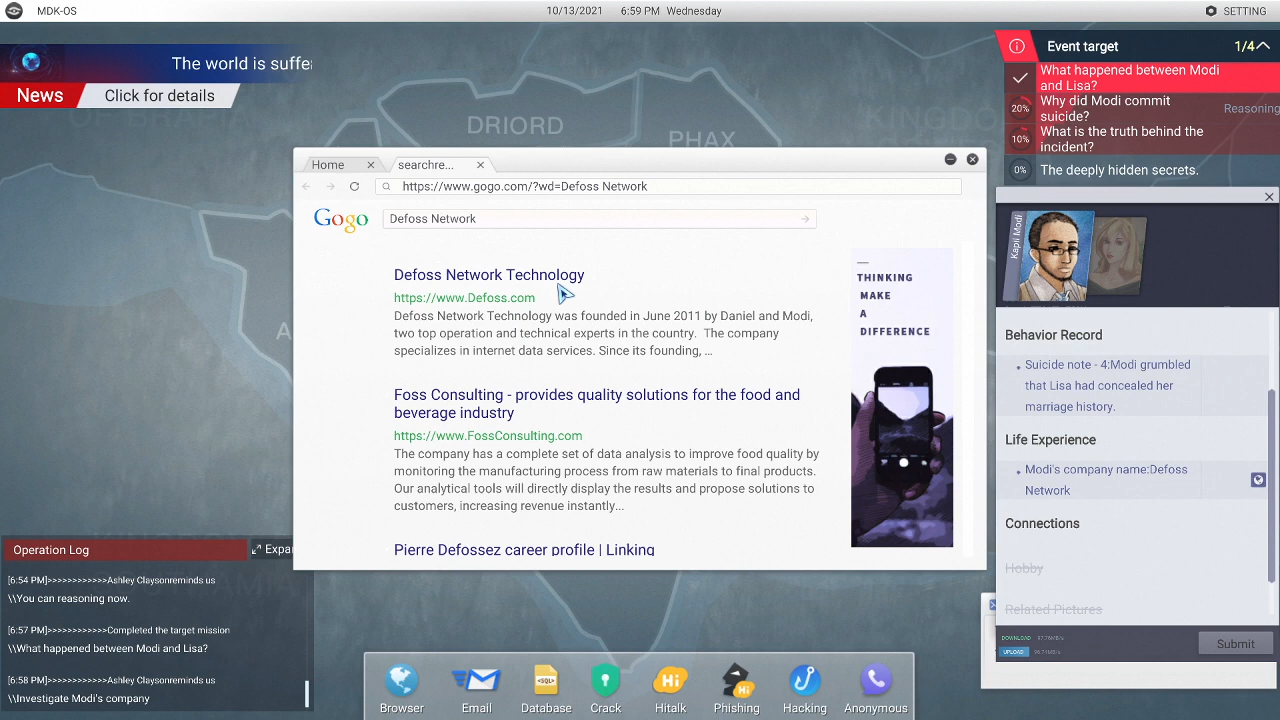 MDK-OS
10/13/2021 6:59 PM Wednesday
SETTING
The world is suffe
News
Click for details
DRIORD
PHAX
Event target
1/4
What happened between Modi
and Lisa?
20%
Why did Modi commit
suicide?
Reasoning
10%
What is the truth behind the
incident?
0%
The deeply hidden secrets.
Home
searchre...
https://www.gogo.com/?wd=Defoss Network
Gogo
Defoss Network
Defoss Network Technology
https://www.Defoss.com
Defoss Network Technology was founded in June 2011 by Daniel and Modi,
two top operation and technical experts in the country. The company
specializes in internet data services. Since its founding, ...
Foss Consulting - provides quality solutions for the food and
beverage industry
https://www.FossConsulting.com
The company has a complete set of data analysis to improve food quality by
monitoring the manufacturing process from raw materials to final products.
Our analytical tools will directly display the results and propose solutions to
customers, increasing revenue instantly...
Pierre Defossez career profile | Linking
THINKING
MAKE
A
DIFFERENCE
Kapil Modi
Behavior Record
Suicide note - 4:Modi grumbled
that Lisa had concealed her
marriage history.
Life Experience
Modi's company name:Defoss
Network
Connections
Hobby
Related Pictures
DOWNLOAD
UPLOAD
Submit
Operation Log
Expan
[6:54 PM]>>>>>>>>>>>>Ashley Claysonreminds us
\\You can reasoning now.
[6:57 PM]>>>>>>>>>>>>Completed the target mission
\\What happened between Modi and Lisa?
[6:58 PM]>>>>>>>>>>>>Ashley Claysonreminds us
\\Investigate Modi's company
<SQL>
Hi
Hi
Browser
Email
Database
Crack
Hitalk
Phishing
Hacking
Anonymous